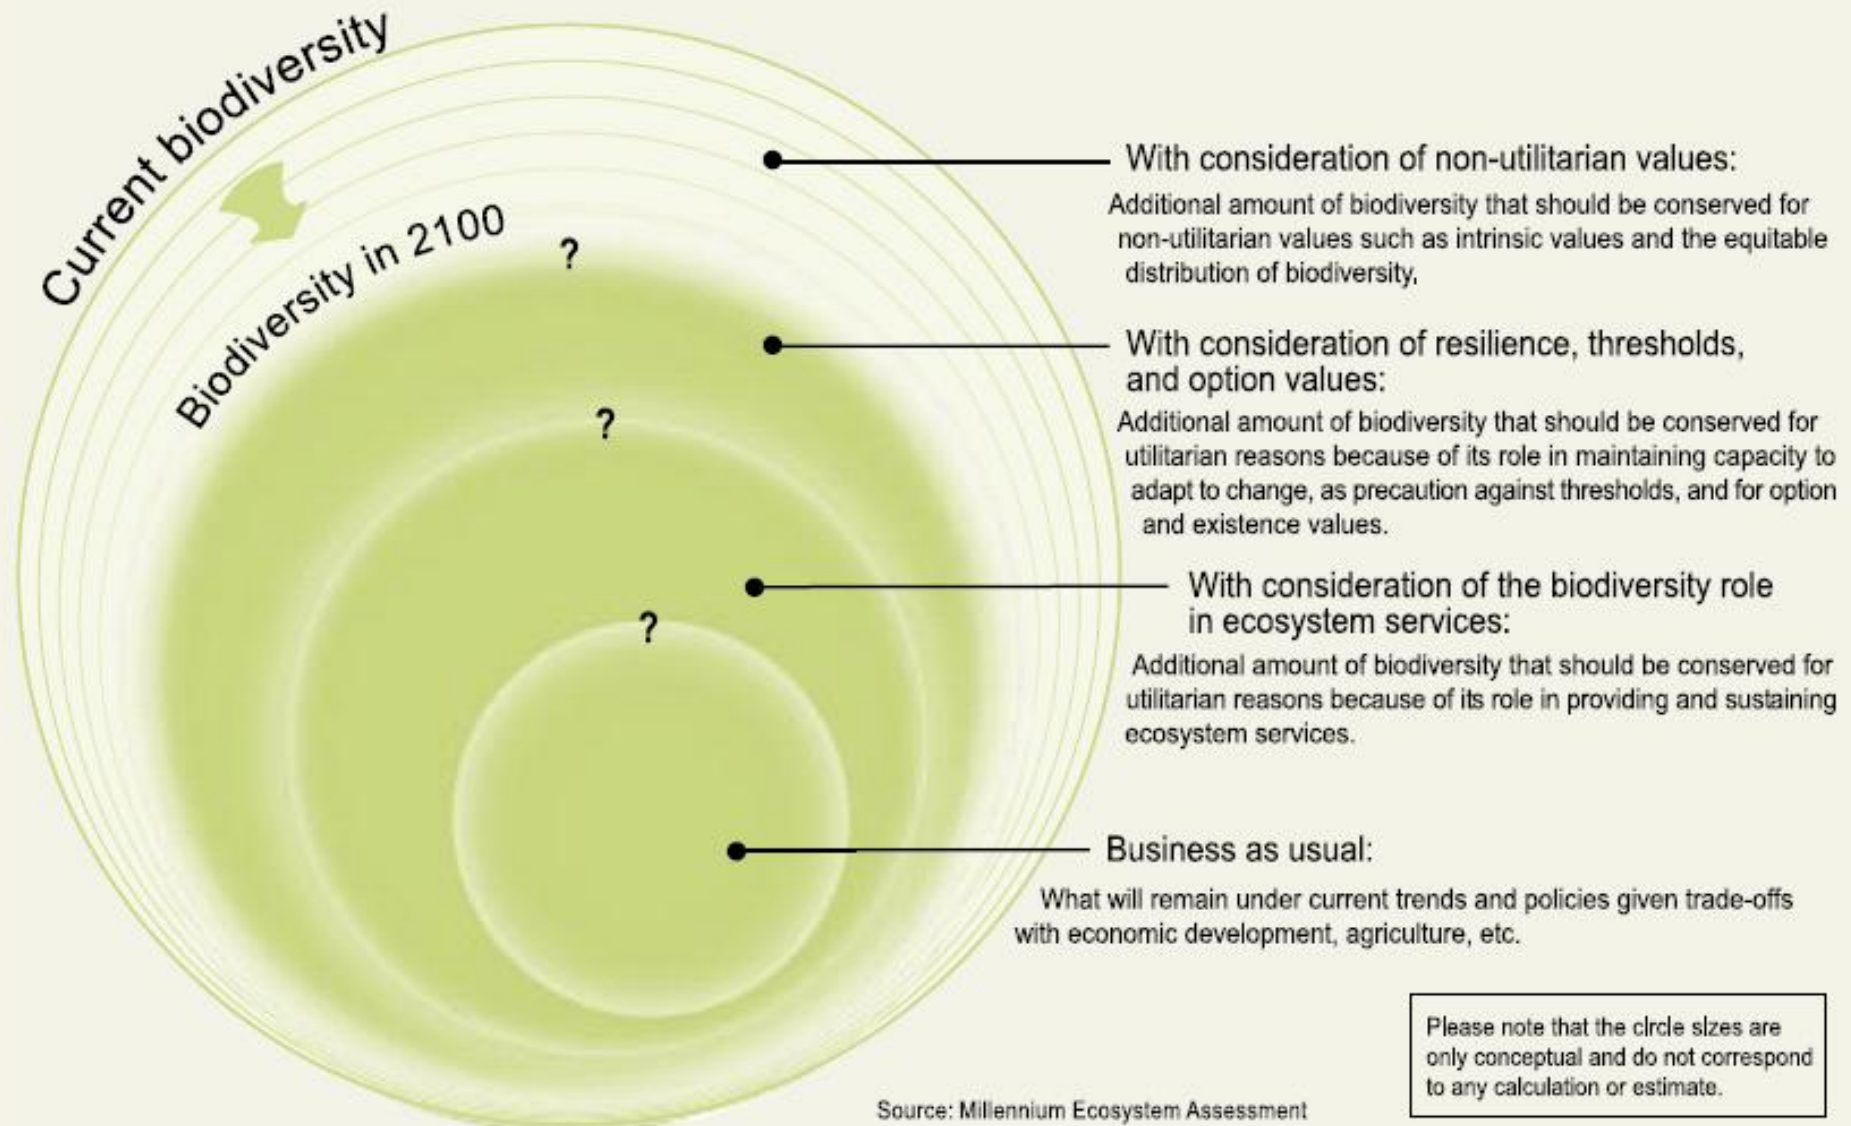 Current biodiversity
Biodiversity in 2100
?
?
?
With consideration of non-utilitarian values:
Additional amount of biodiversity that should be conserved for
non-utilitarian values such as intrinsic values and the equitable
distribution of biodiversity.
With consideration of resilience, thresholds,
and option values:
Additional amount of biodiversity that should be conserved for
utilitarian reasons because of its role in maintaining capacity to
adapt to change, as precaution against thresholds, and for option
and existence values.
With consideration of the biodiversity role
in ecosystem services:
Additional amount of biodiversity that should be conserved for
utilitarian reasons because of its role in providing and sustaining
ecosystem services.
Business as usual:
What will remain under current trends and policies given trade-offs
with economic development, agriculture, etc.
Please note that the circle sizes are
only conceptual and do not correspond
to any calculation or estimate.
Source: Millennium Ecosystem Assessment